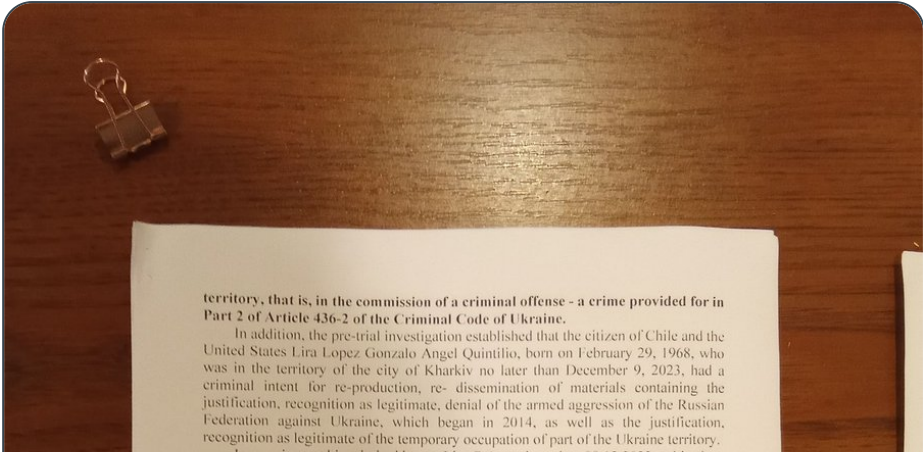 territory, that is, in the commission of a criminal offense - a crime provided for in
Part 2 of Article 436-2 of the Criminal Code of Ukraine.
In addition, the pre-trial investigation established that the citizen of Chile and the
United States Lira Lopez Gonzalo Angel Quintilio, born on February 29, 1968, who
was in the territory of the city of Kharkiv no later than December 9, 2023, had a
criminal intent for re-production, re- dissemination of materials containing the
justification, recognition as legitimate, denial of the armed aggression of the Russian
Federation against Ukraine, which began in 2014, as well as the justification,
recognition as legitimate of the temporary occupation of part of the Ukraine territory.